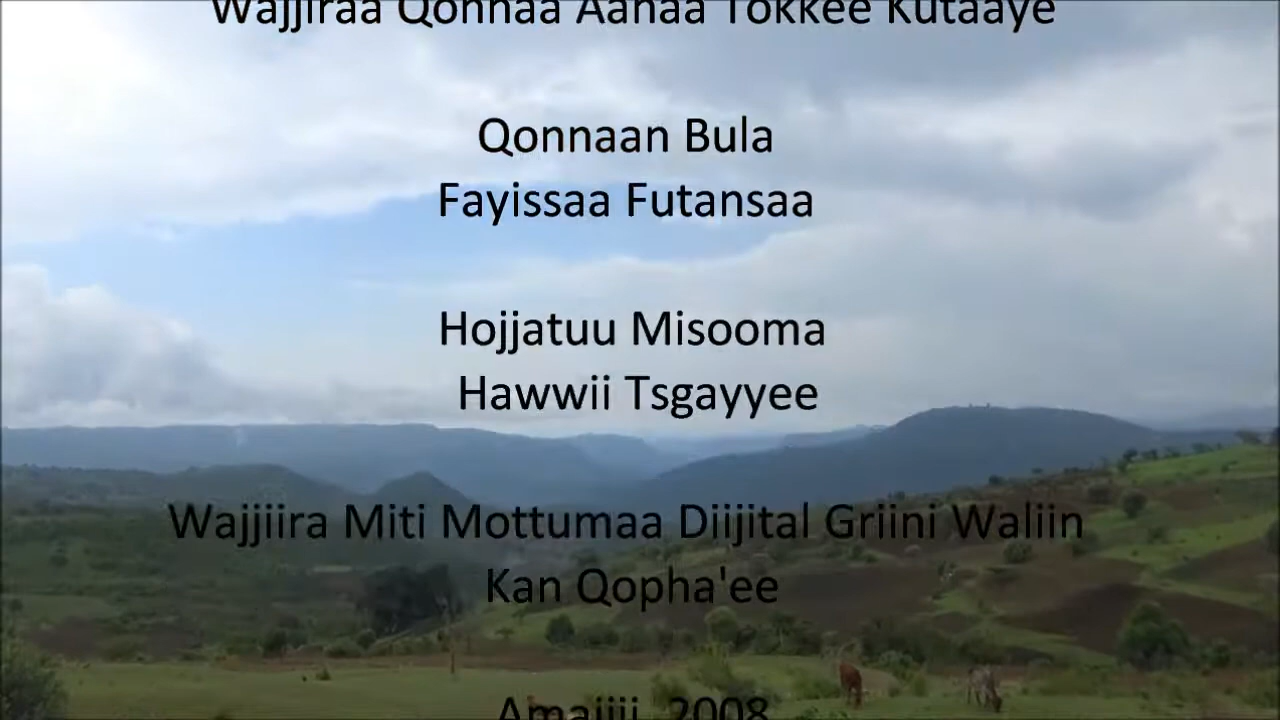 Wajjiraa Qonnaa Aanaa Tokkee Kutaaye
Qonnaan Bula
Fayissaa Futansaa
Hojjatuu Misooma
Hawwii Tsgayyee
Wajjiira Miti Mottumaa Diijital Griini Waliin
Kan Qopha'ee
Amajjii, 2008